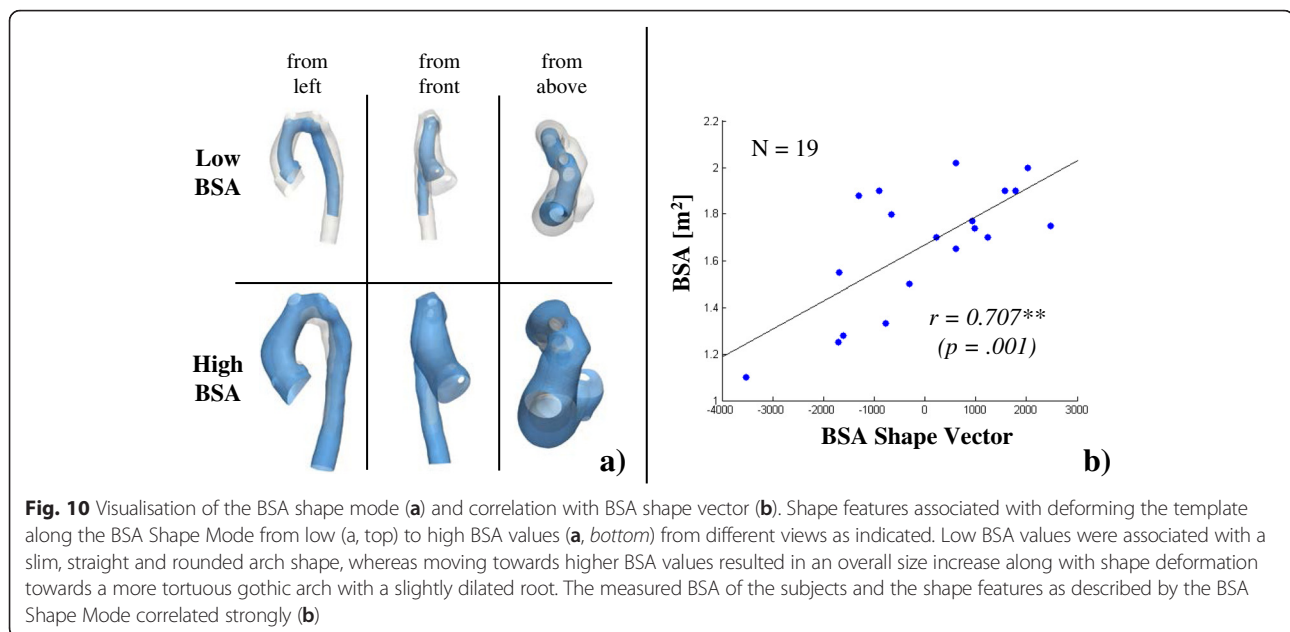 from left
from front
from above
Low BSA
High BSA
a)
N = 19
BSA [m²]
2.2
2
1.8
1.6
1.4
1.2
1
r = 0.707**
(p = .001)
-4000 -3000 -2000 -1000 0 1000 2000 3000
BSA Shape Vector
b)
Fig. 10 Visualisation of the BSA shape mode (a) and correlation with BSA shape vector (b). Shape features associated with deforming the template
along the BSA Shape Mode from low (a, top) to high BSA values (a, bottom) from different views as indicated. Low BSA values were associated with a
slim, straight and rounded arch shape, whereas moving towards higher BSA values resulted in an overall size increase along with shape deformation
towards a more tortuous gothic arch with a slightly dilated root. The measured BSA of the subjects and the shape features as described by the BSA
Shape Mode correlated strongly (b)